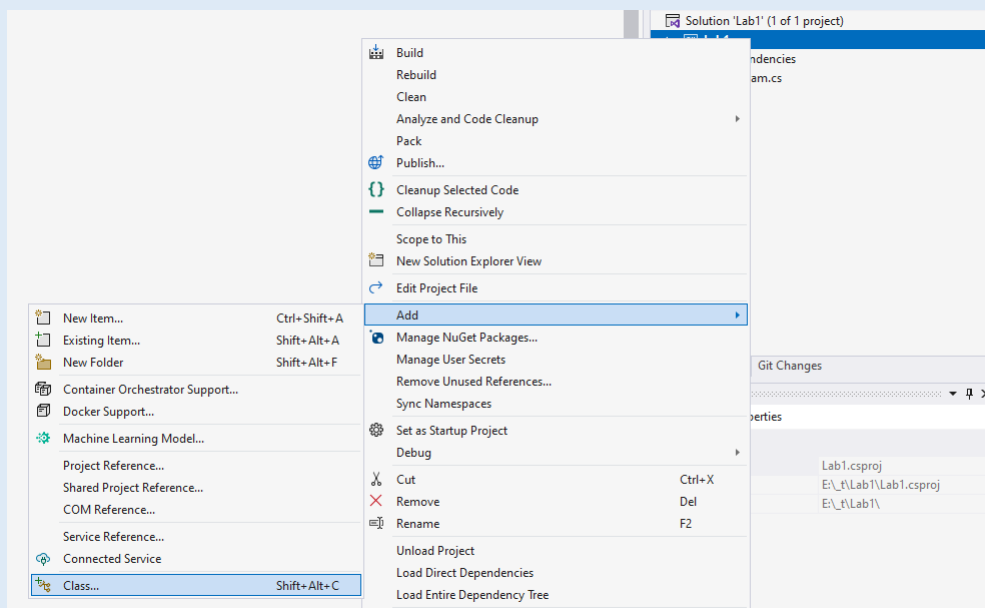 Solution 'Lab1' (1 of 1 project)
Build
Rebuild
Clean
Analyze and Code Cleanup
Pack
Publish...
Cleanup Selected Code
Collapse Recursively
Scope to This
New Solution Explorer View
Edit Project File
Add
Manage NuGet Packages...
Manage User Secrets
Remove Unused References...
Sync Namespaces
Set as Startup Project
Debug
Cut Ctrl+X
Remove Del
Rename F2
Unload Project
Load Direct Dependencies
Load Entire Dependency Tree
New Item... Ctrl+Shift+A
Existing Item... Shift+Alt+A
New Folder Shift+Alt+F
Container Orchestrator Support...
Docker Support...
Machine Learning Model...
Project Reference...
Shared Project Reference...
COM Reference...
Service Reference...
Connected Service
Class... Shift+Alt+C
ndencies
am.cs
Git Changes
perties
Lab1.csproj
E:\_t\Lab1\Lab1.csproj
E:\_t\Lab1\